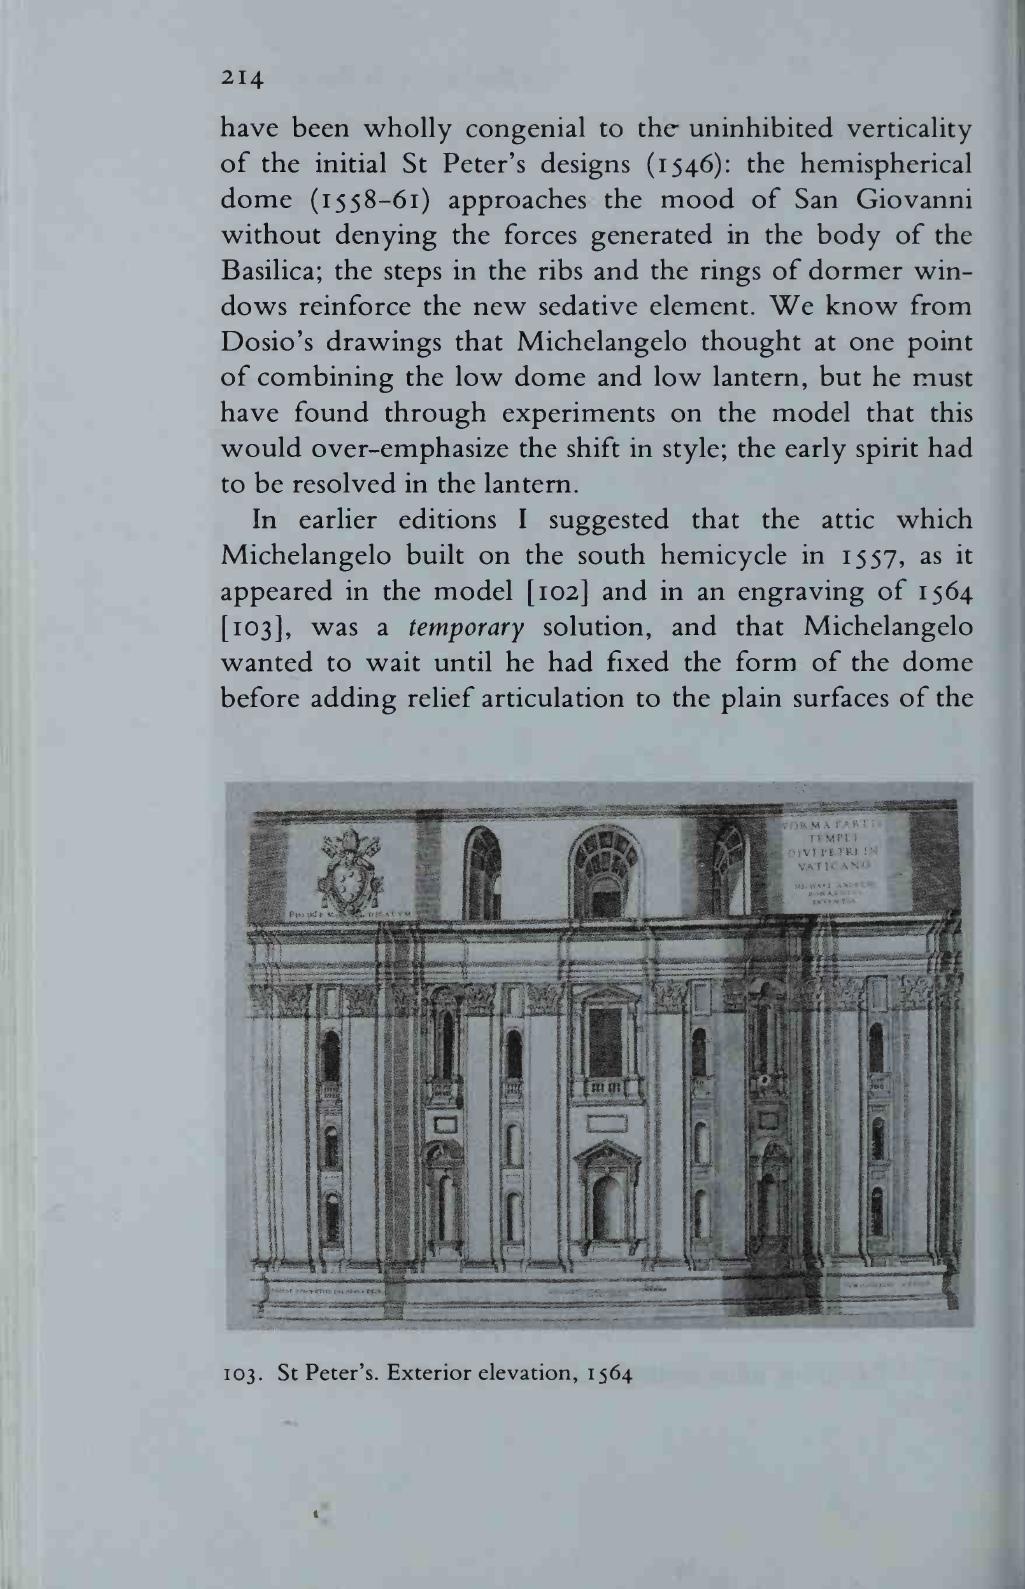 214
have been wholly congenial to the uninhibited verticality
of the initial St Peter's designs (1546): the hemispherical
dome (1558–61) approaches the mood of San Giovanni
without denying the forces generated in the body of the
Basilica; the steps in the ribs and the rings of dormer win-
dows reinforce the new sedative element. We know from
Dosio's drawings that Michelangelo thought at one point
of combining the low dome and low lantern, but he must
have found through experiments on the model that this
would over-emphasize the shift in style; the early spirit had
to be resolved in the lantern.
In earlier editions I suggested that the attic which
Michelangelo built on the south hemicycle in 1557, as it
appeared in the model [102] and in an engraving of 1564
[103], was a temporary solution, and that Michelangelo
wanted to wait until he had fixed the form of the dome
before adding relief articulation to the plain surfaces of the
FORMA PARTIS
TEMPLI
DIVI PETRI IN
VATICANO
103. St Peter's. Exterior elevation, 1564